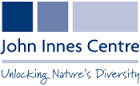 John Innes Centre
Unlocking Nature's Diversity